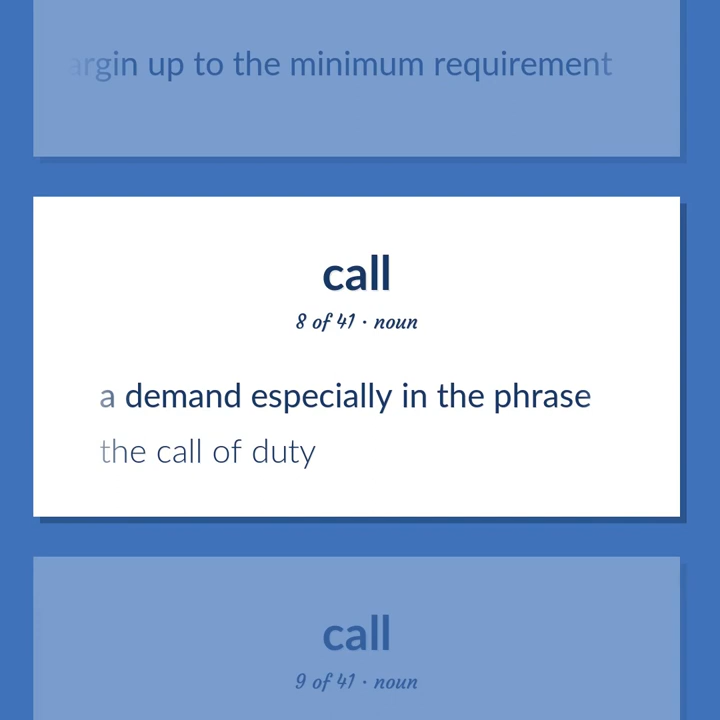 argin up to the minimum requirement
call
8 of 41 · noun
a demand especially in the phrase
the call of duty
call
9 of 41 · noun